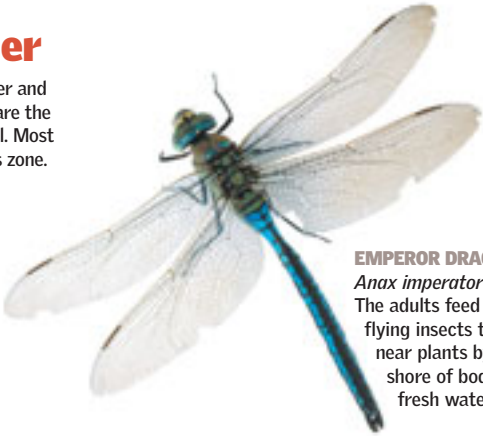 er
er and
are the
l. Most
s zone.
EMPEROR DRAG
Anax imperator
The adults feed
flying insects t
near plants b
shore of bod
fresh wate